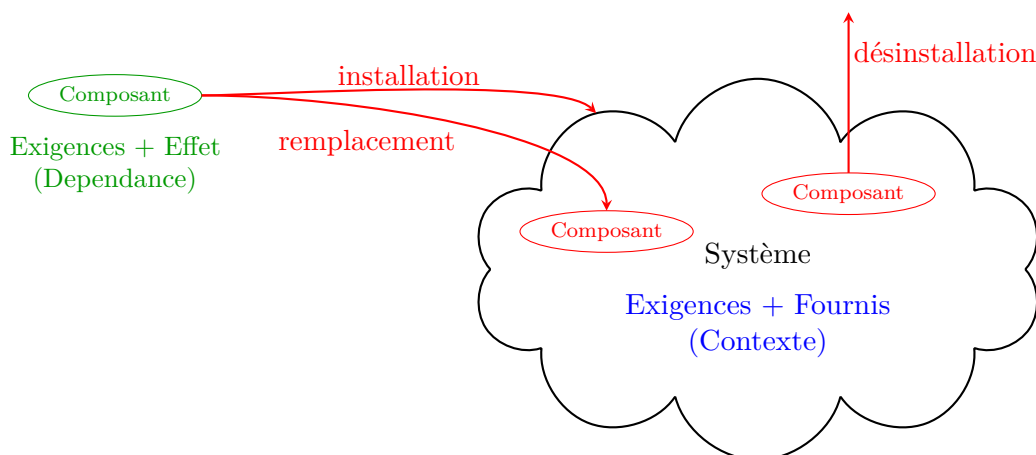 Composant
Exigences + Effet
(Dependance)
installation
remplacement
désinstallation
Composant
Composant
Système
Exigences + Fournis
(Contexte)